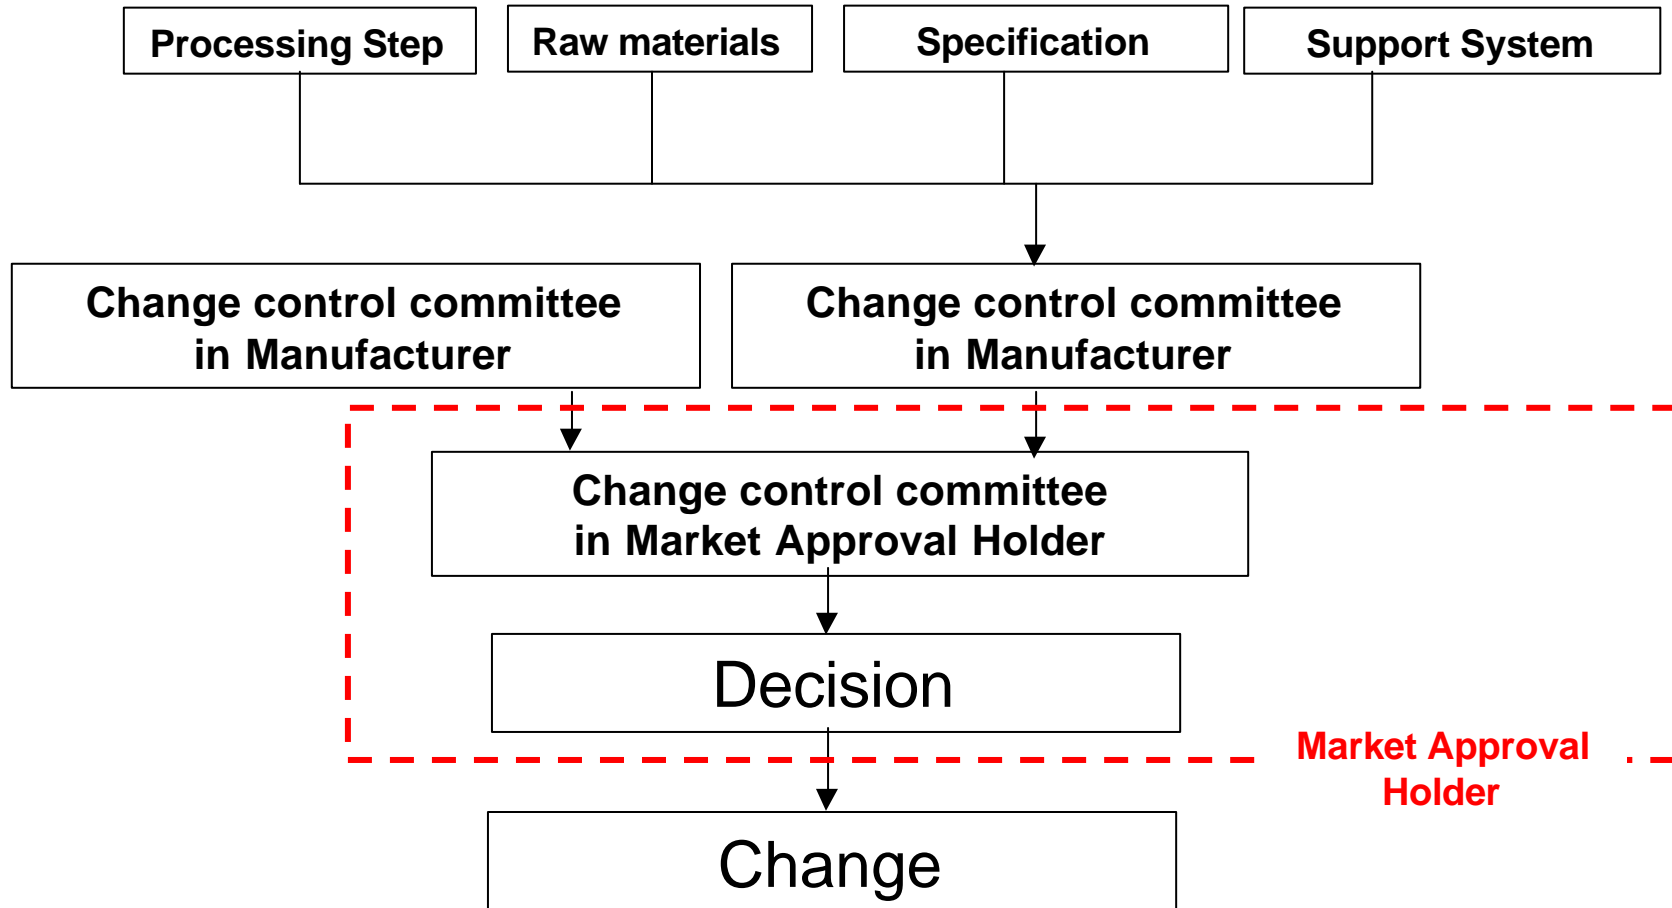 Processing Step
Raw materials
Specification
Support System
Change control committee
in Manufacturer
Change control committee
in Manufacturer
Change control committee
in Market Approval Holder
Decision
Market Approval
Holder
Change